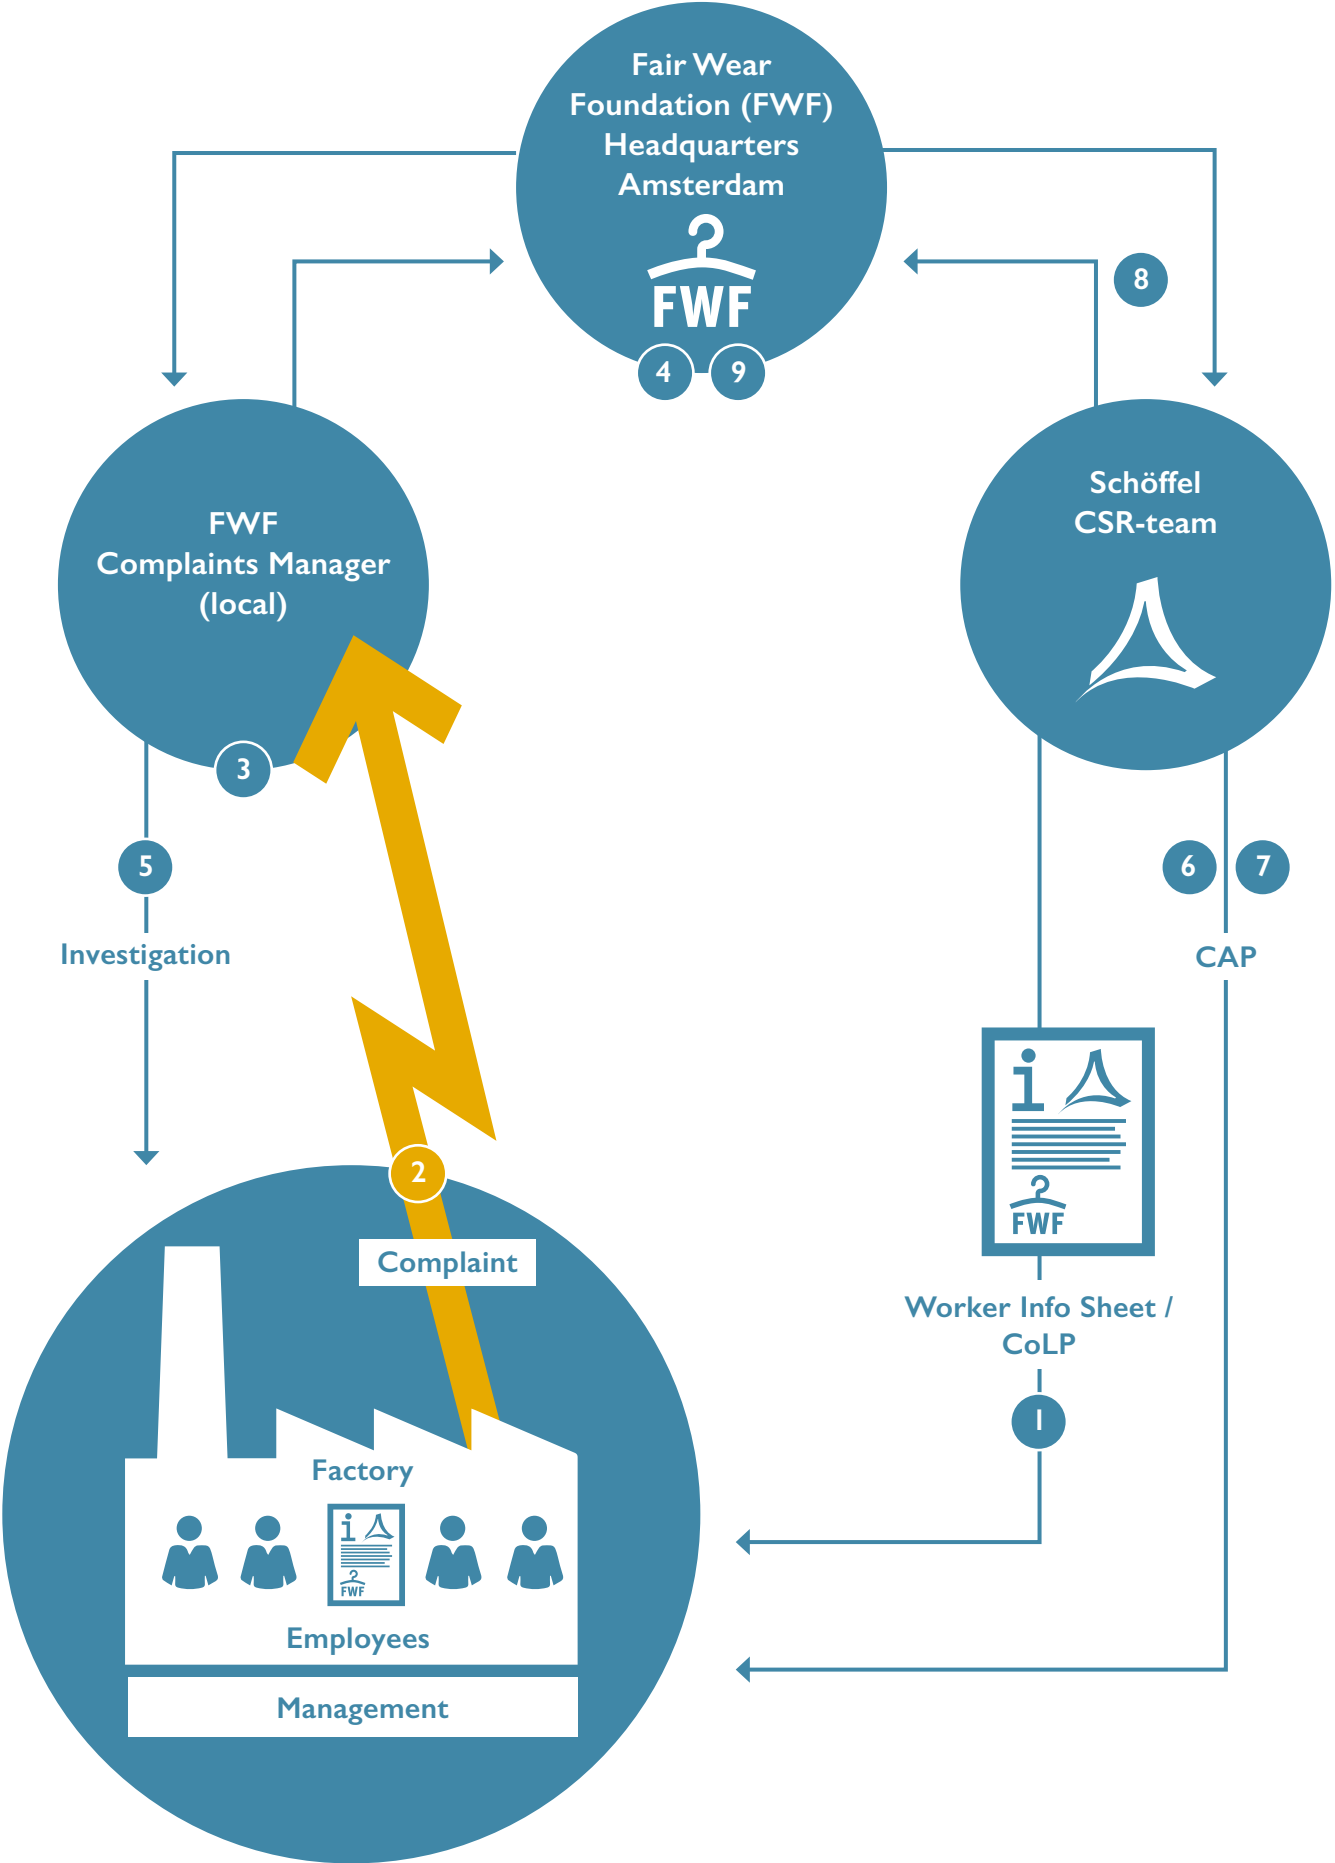 Fair Wear
Foundation (FWF)
Headquarters
Amsterdam
FWF
4
9
8
FWF
Complaints Manager
(local)
3
Schöffel
CSR-team
5
Investigation
6
7
CAP
i
FWF
Worker Info Sheet /
CoLP
1
2
Complaint
Factory
i
FWF
Employees
Management